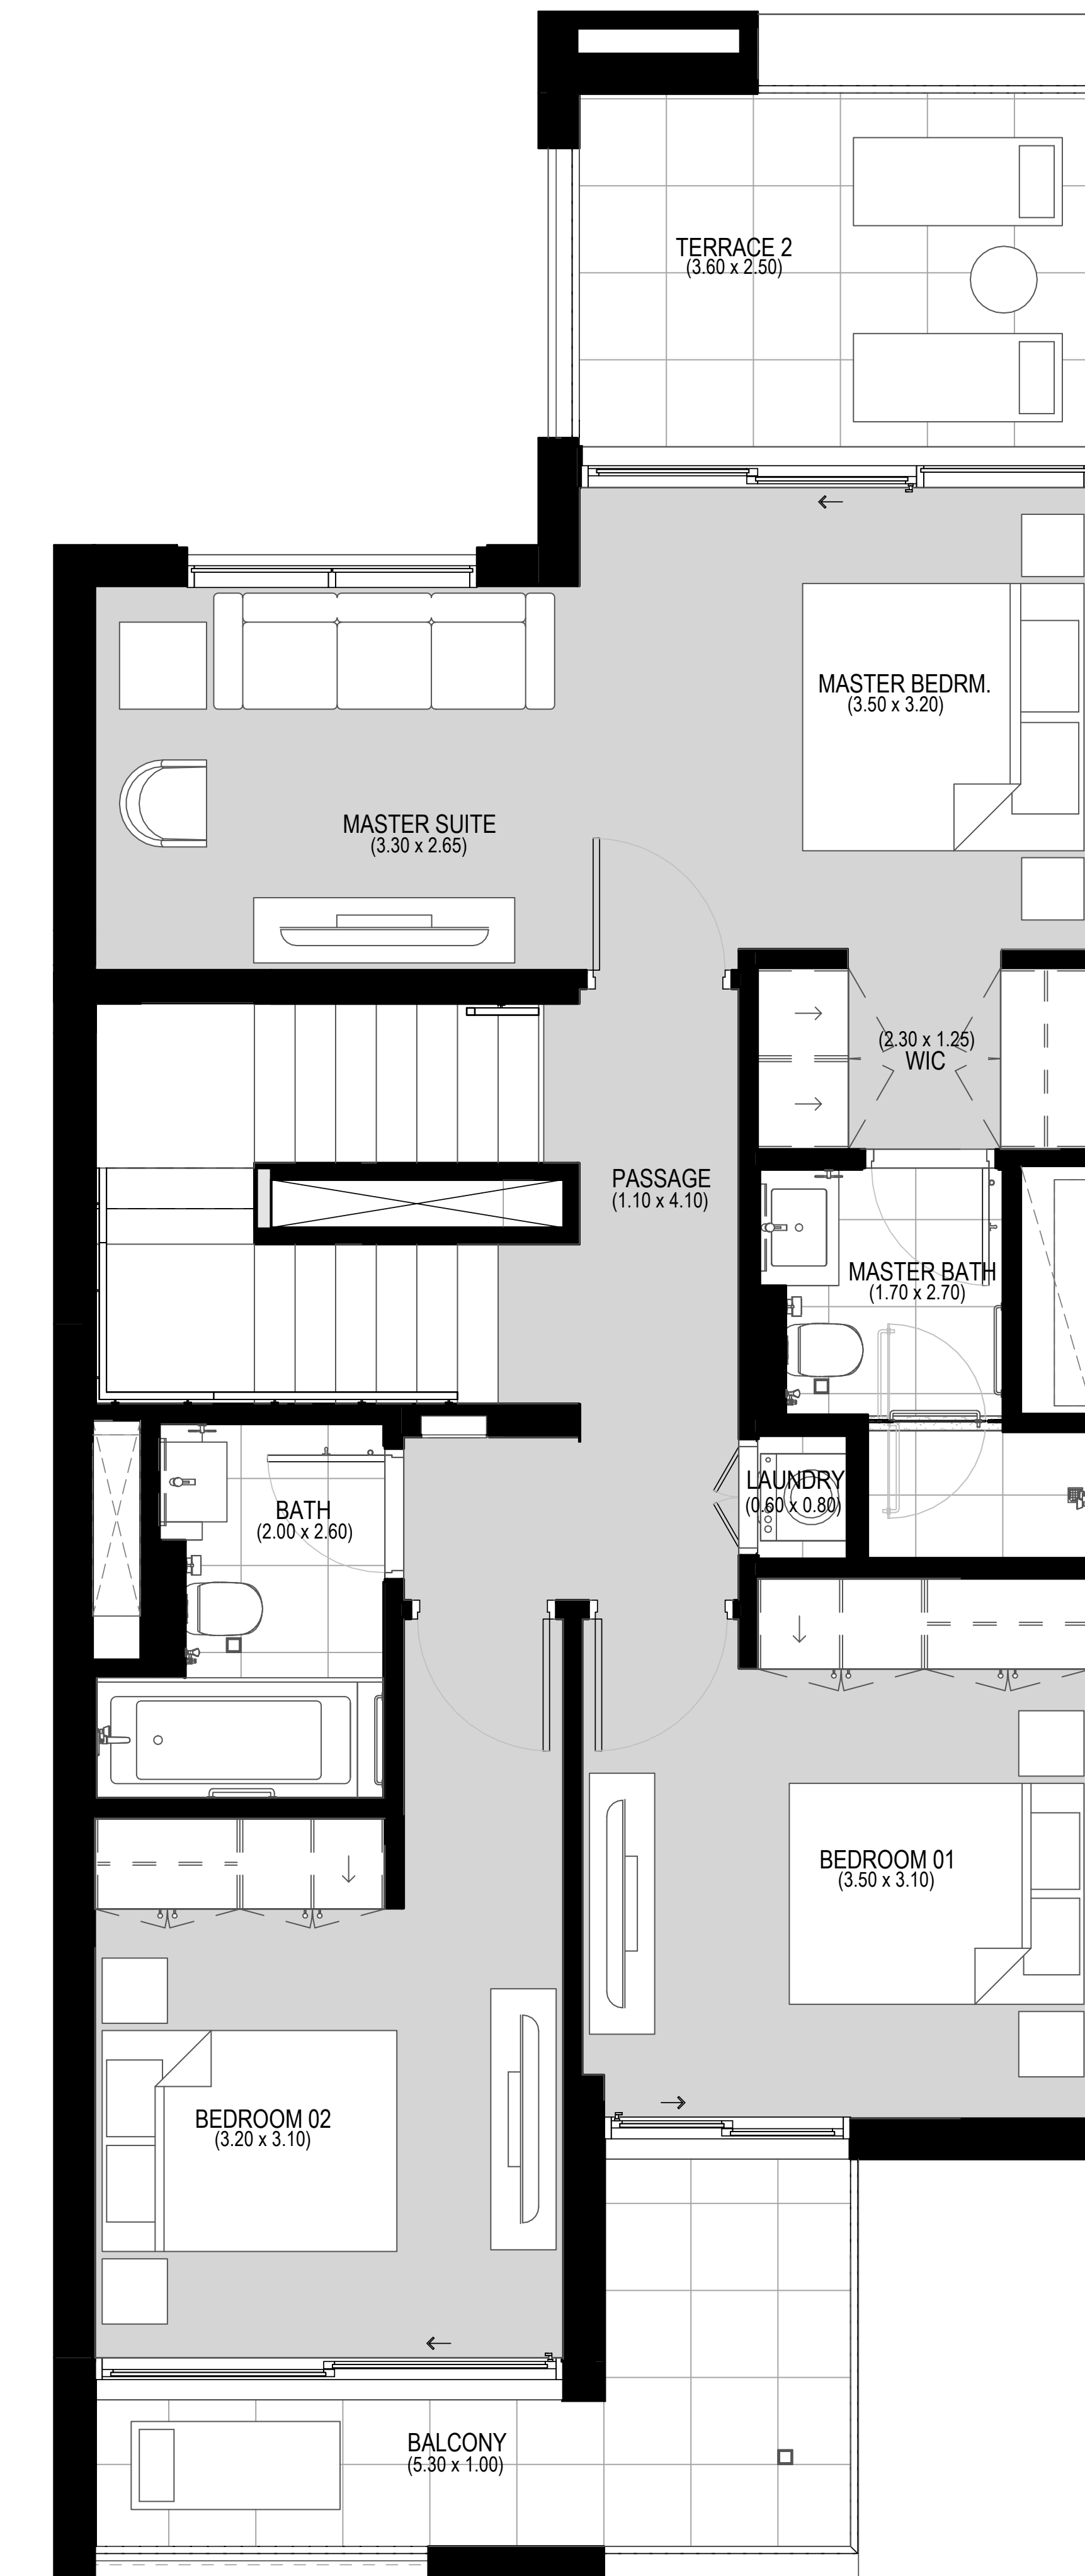 TERRACE 2
(3.60 x 2.50)
MASTER BEDRM.
(3.50 x 3.20)
MASTER SUITE
(3.30 x 2.65)
(2.30 x 1.25)
WIC
PASSAGE
(1.10 x 4.10)
MASTER BATH
(1.70 x 2.70)
LAUNDRY
(0.60 x 0.80)
BATH
(2.00 x 2.60)
BEDROOM 01
(3.50 x 3.10)
BEDROOM 02
(3.20 x 3.10)
BALCONY
(5.30 x 1.00)